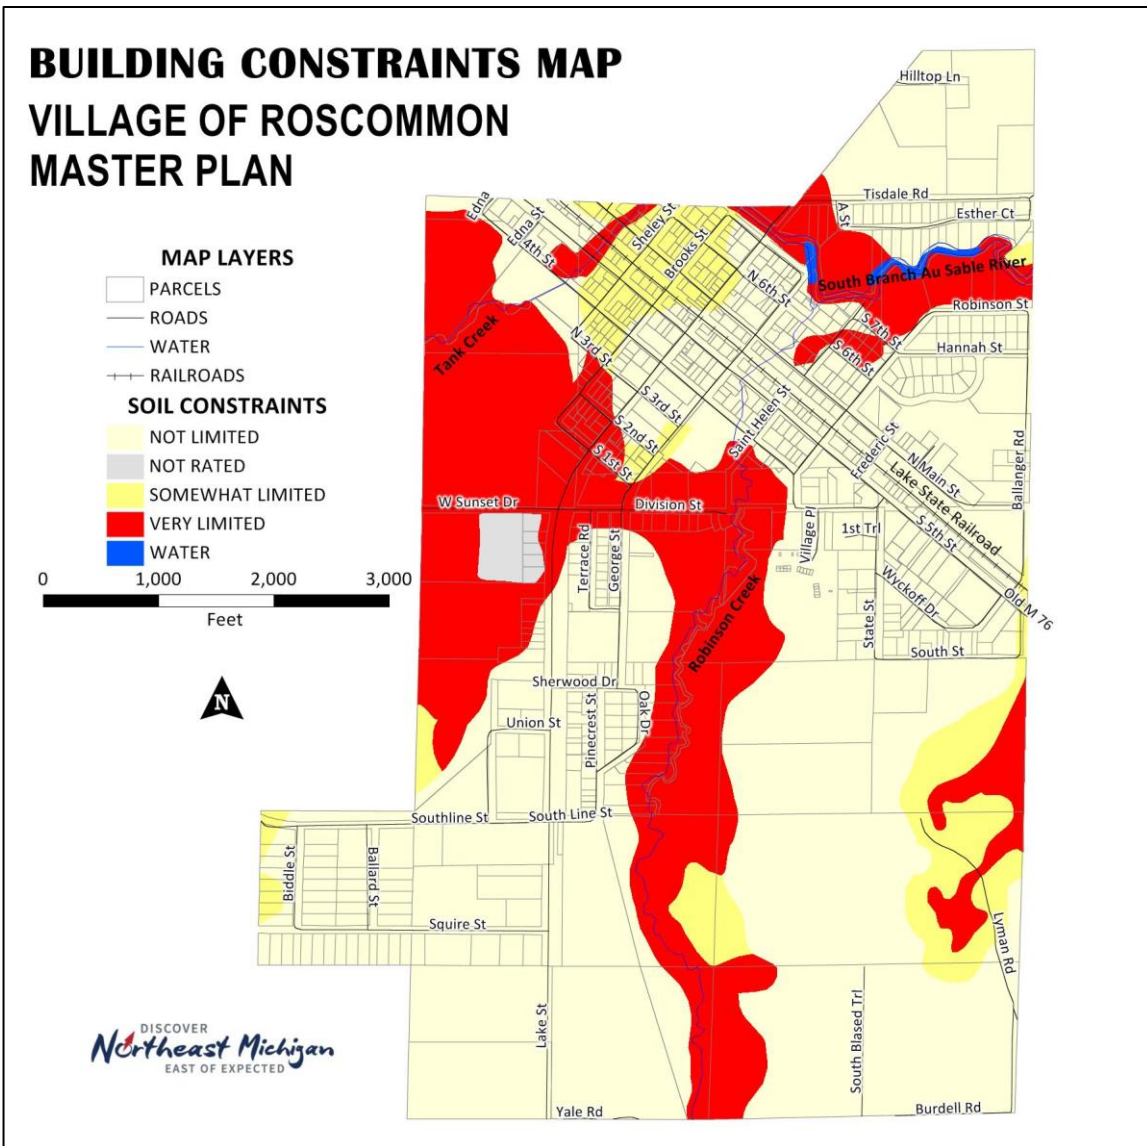 BUILDING CONSTRAINTS MAP
VILLAGE OF ROSCOMMON
MASTER PLAN
MAP LAYERS
PARCELS
ROADS
WATER
RAILROADS
SOIL CONSTRAINTS
NOT LIMITED
NOT RATED
SOMEWHAT LIMITED
VERY LIMITED
WATER
0 1,000 2,000 3,000
Feet
N
DISCOVER
Northeast Michigan
EAST OF EXPECTED
Hilltop Ln
Tisdale Rd
A St
Esther Ct
Edna
Edna St
4th St
Sheley St
Brooks St
N 6th St
South Branch Au Sable River
Robinson St
S 7th St
S 6th St
Hannah St
Tank Creek
N 3rd St
S 3rd St
S 2nd St
S 1st St
Saint Helen St
Frederic St
N Main St
Lake State Railroad
Ballanger Rd
W Sunset Dr
Division St
Village Pl
1st Trl
S 5th St
Terrace Rd
George St
Wyckoff Dr
Old M 76
State St
South St
Robinson Creek
Sherwood Dr
Union St
Pinecrest St
Oak Dr
Southline St
South Line St
Biddle St
Ballard St
Squire St
Lyman Rd
Lake St
South Blased Trl
Yale Rd
Burdell Rd